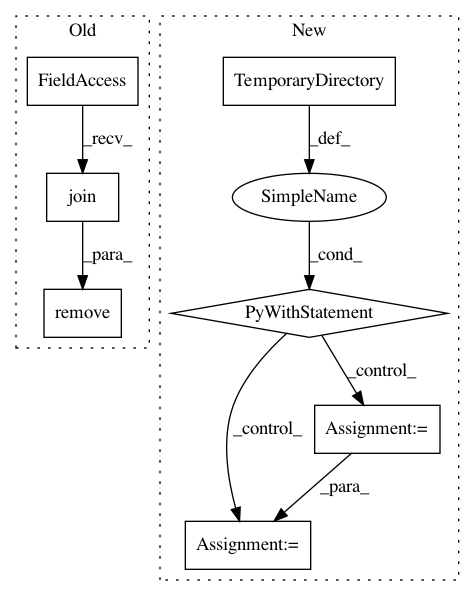 Old
New
FieldAccess
TemporaryDirectory
_recv_
_def_
join
SimpleName
_para_
_cond_
remove
PyWithStatement
_control_
_control_
Assignment:=
_para_
Assignment:=